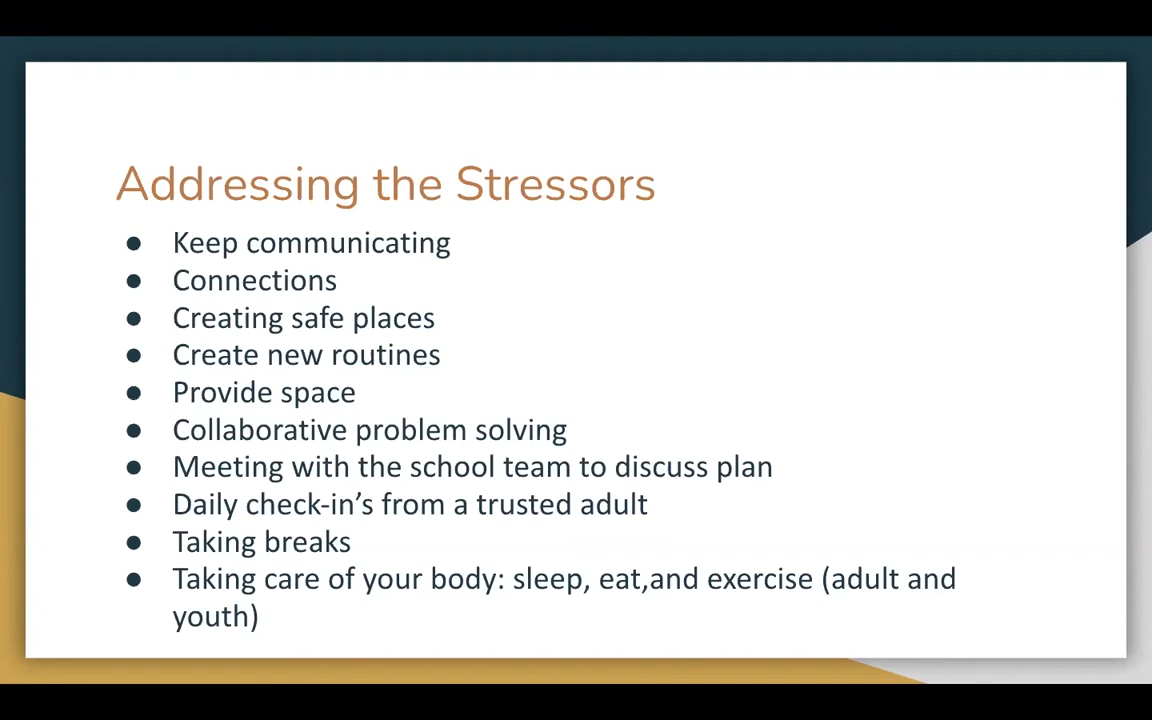 Addressing the Stressors
● Keep communicating
● Connections
● Creating safe places
● Create new routines
● Provide space
● Collaborative problem solving
● Meeting with the school team to discuss plan
● Daily check-in’s from a trusted adult
● Taking breaks
● Taking care of your body: sleep, eat,and exercise (adult and
youth)